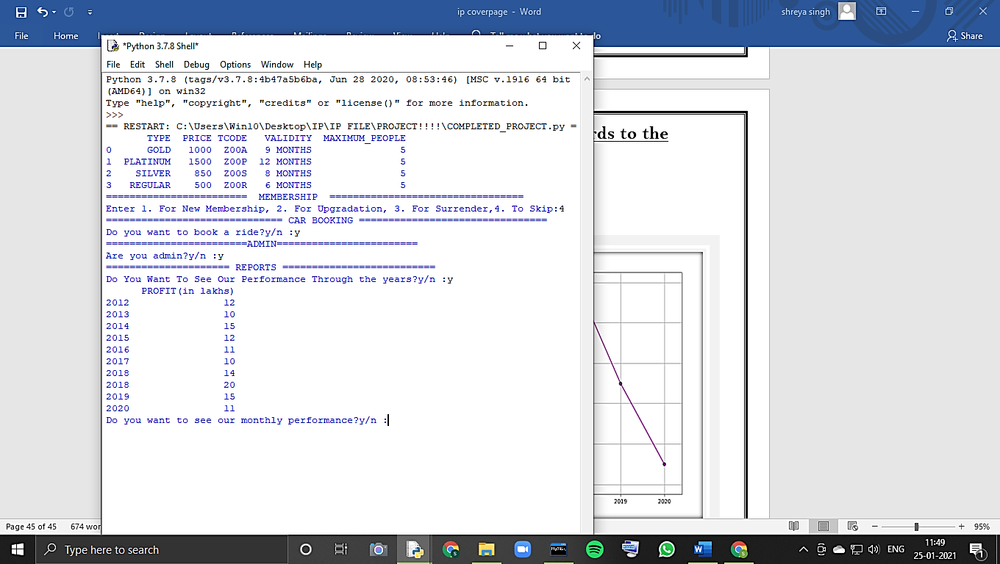 ip coverpage - Word
shreya singh
File Home
Share
*Python 3.7.8 Shell*
File Edit Shell Debug Options Window Help
Python 3.7.8 (tags/v3.7.8:4b47a5b6ba, Jun 28 2020, 08:53:46) [MSC v.1916 64 bit
(AMD64)] on win32
Type "help", "copyright", "credits" or "license()" for more information.
>>>
== RESTART: C:\Users\Win10\Desktop\IP\IP FILE\PROJECT!!!!\COMPLETED_PROJECT.py =
TYPE PRICE TCODE VALIDITY MAXIMUM_PEOPLE
0 GOLD 1000 Z00A 9 MONTHS 5
1 PLATINUM 1500 Z00P 12 MONTHS 5
2 SILVER 850 Z00S 8 MONTHS 5
3 REGULAR 500 Z00R 6 MONTHS 5
======================== MEMBERSHIP =================================
Enter 1. For New Membership, 2. For Upgradation, 3. For Surrender,4. To Skip:4
============================== CAR BOOKING ================================
Do you want to book a ride?y/n :y
========================ADMIN========================
Are you admin?y/n :y
===================== REPORTS ==========================
Do You Want To See Our Performance Through the years?y/n :y
PROFIT(in lakhs)
2012 12
2013 10
2014 15
2015 12
2016 11
2017 10
2018 14
2018 20
2019 15
2020 11
Do you want to see our monthly performance?y/n :
rds to the
2019 2020
Page 45 of 45 674 wor
95%
Type here to search
MySQL
ENG
11:49
25-01-2021
1